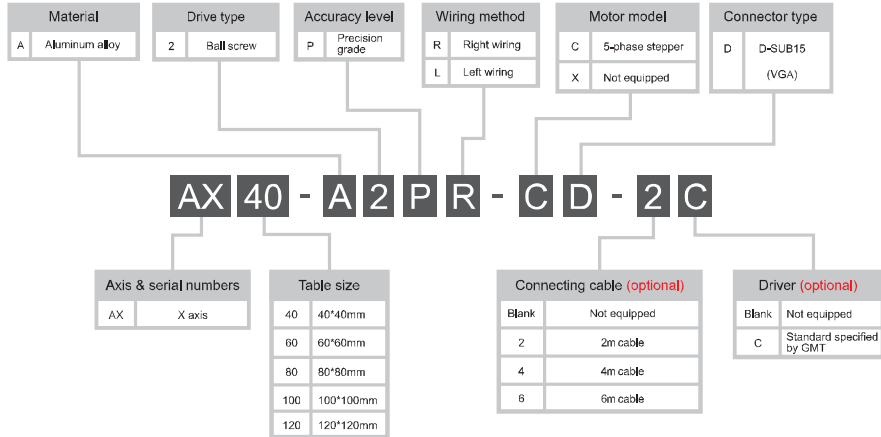 Material
A Aluminum alloy
Drive type
2 Ball screw
Accuracy level
P Precision
grade
Wiring method
R Right wiring
L Left wiring
Motor model
C 5-phase stepper
X Not equipped
Connector type
D D-SUB15
(VGA)
AX 40 - A 2 P R - C D - 2 C
Axis & serial numbers
AX X axis
Table size
40 40*40mm
60 60*60mm
80 80*80mm
100 100*100mm
120 120*120mm
Connecting cable (optional)
Blank Not equipped
2 2m cable
4 4m cable
6 6m cable
Driver (optional)
Blank Not equipped
C Standard specified
by GMT